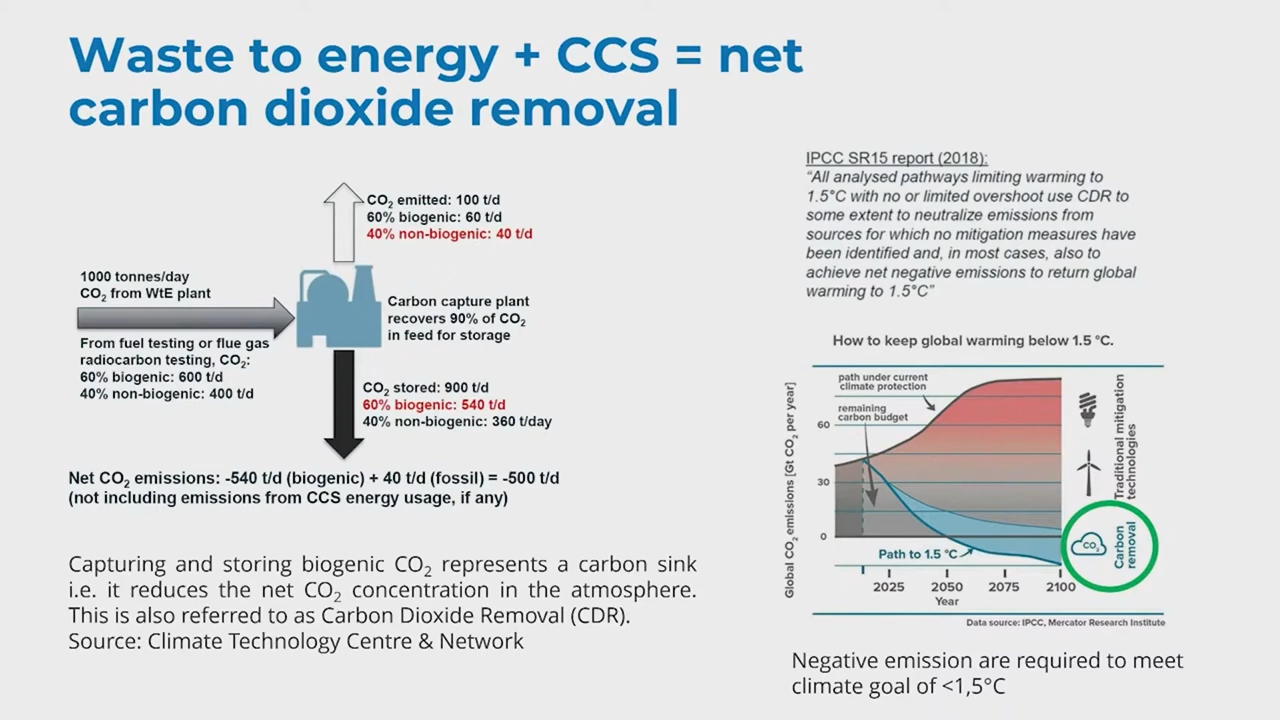 Waste to energy + CCS = net
carbon dioxide removal
CO₂ emitted: 100 t/d
60% biogenic: 60 t/d
40% non-biogenic: 40 t/d
1000 tonnes/day
CO₂ from WtE plant
Carbon capture plant
recovers 90% of CO₂
in feed for storage
From fuel testing or flue gas
radiocarbon testing, CO₂:
60% biogenic: 600 t/d
40% non-biogenic: 400 t/d
CO₂ stored: 900 t/d
60% biogenic: 540 t/d
40% non-biogenic: 360 t/day
Net CO₂ emissions: -540 t/d (biogenic) + 40 t/d (fossil) = -500 t/d
(not including emissions from CCS energy usage, if any)
Capturing and storing biogenic CO₂ represents a carbon sink
i.e. it reduces the net CO₂ concentration in the atmosphere.
This is also referred to as Carbon Dioxide Removal (CDR).
Source: Climate Technology Centre & Network
IPCC SR15 report (2018):
“All analysed pathways limiting warming to
1.5°C with no or limited overshoot use CDR to
some extent to neutralize emissions from
sources for which no mitigation measures have
been identified and, in most cases, also to
achieve net negative emissions to return global
warming to 1.5°C”
How to keep global warming below 1.5 °C.
Global CO₂ emissions [Gt CO₂ per year]
path under current
climate protection
remaining
carbon budget
60
30
0
Path to 1.5 °C
2025
2050
2075
2100
Year
Traditional mitigation
technologies
CO₂
Carbon
removal
Data source: IPCC, Mercator Research Institute
Negative emission are required to meet
climate goal of <1,5°C